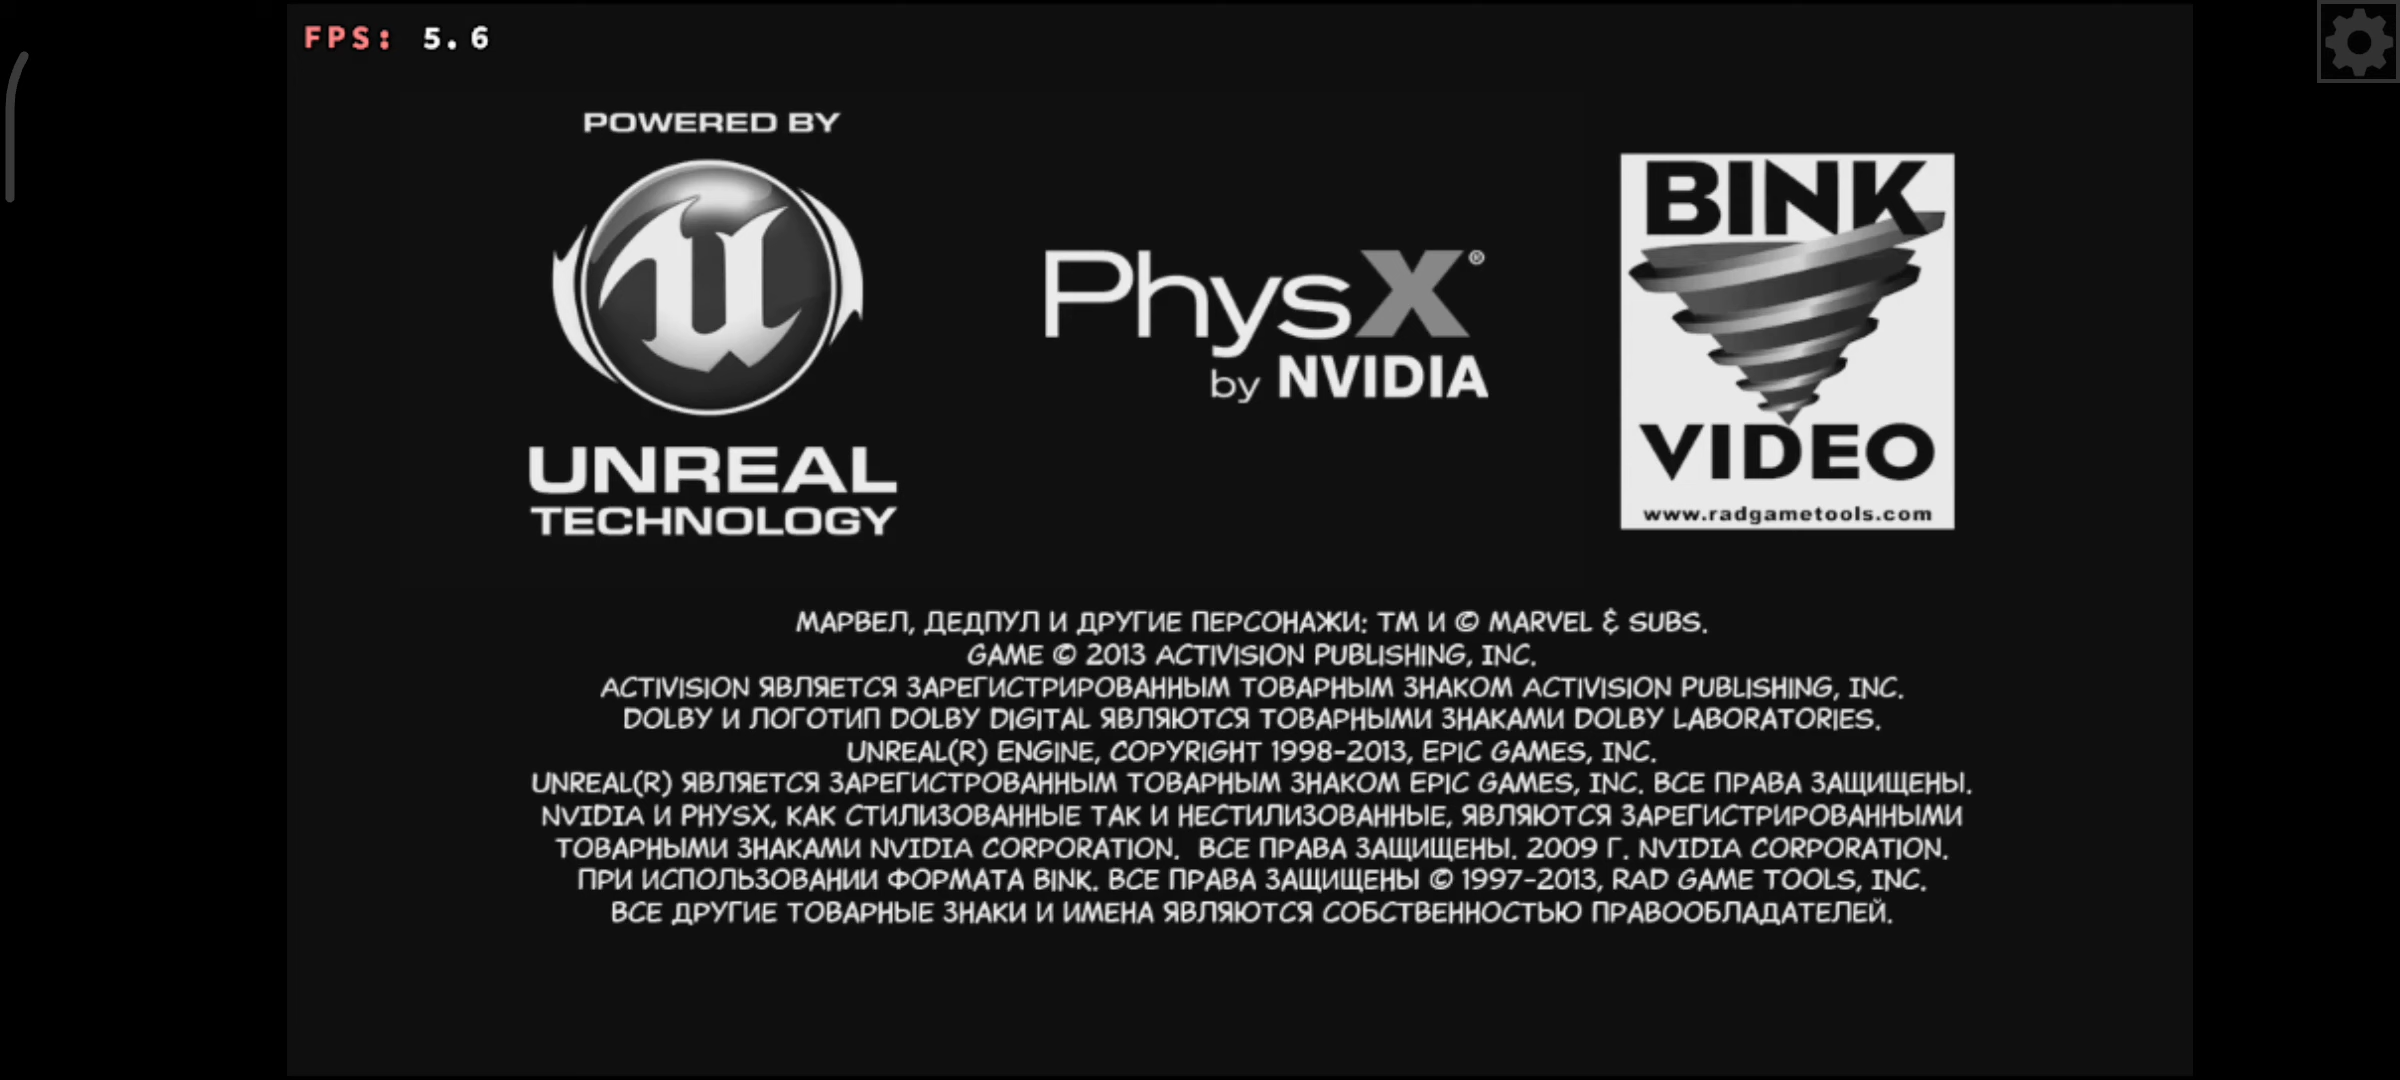 FPS: 5.6
POWERED BY
UNREAL
TECHNOLOGY
PhysX®
by NVIDIA
BINK
VIDEO
www.radgametools.com
МАРВЕЛ, ДЕДПУЛ И ДРУГИЕ ПЕРСОНАЖИ: TM И © MARVEL & SUBS.
GAME © 2013 ACTIVISION PUBLISHING, INC.
ACTIVISION ЯВЛЯЕТСЯ ЗАРЕГИСТРИРОВАННЫМ ТОВАРНЫМ ЗНАКОМ ACTIVISION PUBLISHING, INC.
DOLBY И ЛОГОТИП DOLBY DIGITAL ЯВЛЯЮТСЯ ТОВАРНЫМИ ЗНАКАМИ DOLBY LABORATORIES.
UNREAL(R) ENGINE, COPYRIGHT 1998-2013, EPIC GAMES, INC.
UNREAL(R) ЯВЛЯЕТСЯ ЗАРЕГИСТРОВАННЫМ ТОВАРНЫМ ЗНАКОМ EPIC GAMES, INC. ВСЕ ПРАВА ЗАЩИЩЕНЫ.
NVIDIA И PHYSX, КАК СТИЛИЗОВАННЫЕ ТАК И НЕСТИЛИЗОВАННЫЕ, ЯВЛЯЮТСЯ ЗАРЕГИСТРИРОВАННЫМИ
ТОВАРНЫМИ ЗНАКАМИ NVIDIA CORPORATION. ВСЕ ПРАВА ЗАЩИЩЕНЫ. 2009 Г. NVIDIA CORPORATION.
ПРИ ИСПОЛЬЗОВАНИИ ФОРМАТА BINK. ВСЕ ПРАВА ЗАЩИЩЕНЫ © 1997-2013, RAD GAME TOOLS, INC.
ВСЕ ДРУГИЕ ТОВАРНЫЕ ЗНАКИ И ИМЕНА ЯВЛЯЮТСЯ СОБСТВЕННОСТЬЮ ПРАВООБЛАДАТЕЛЕЙ.